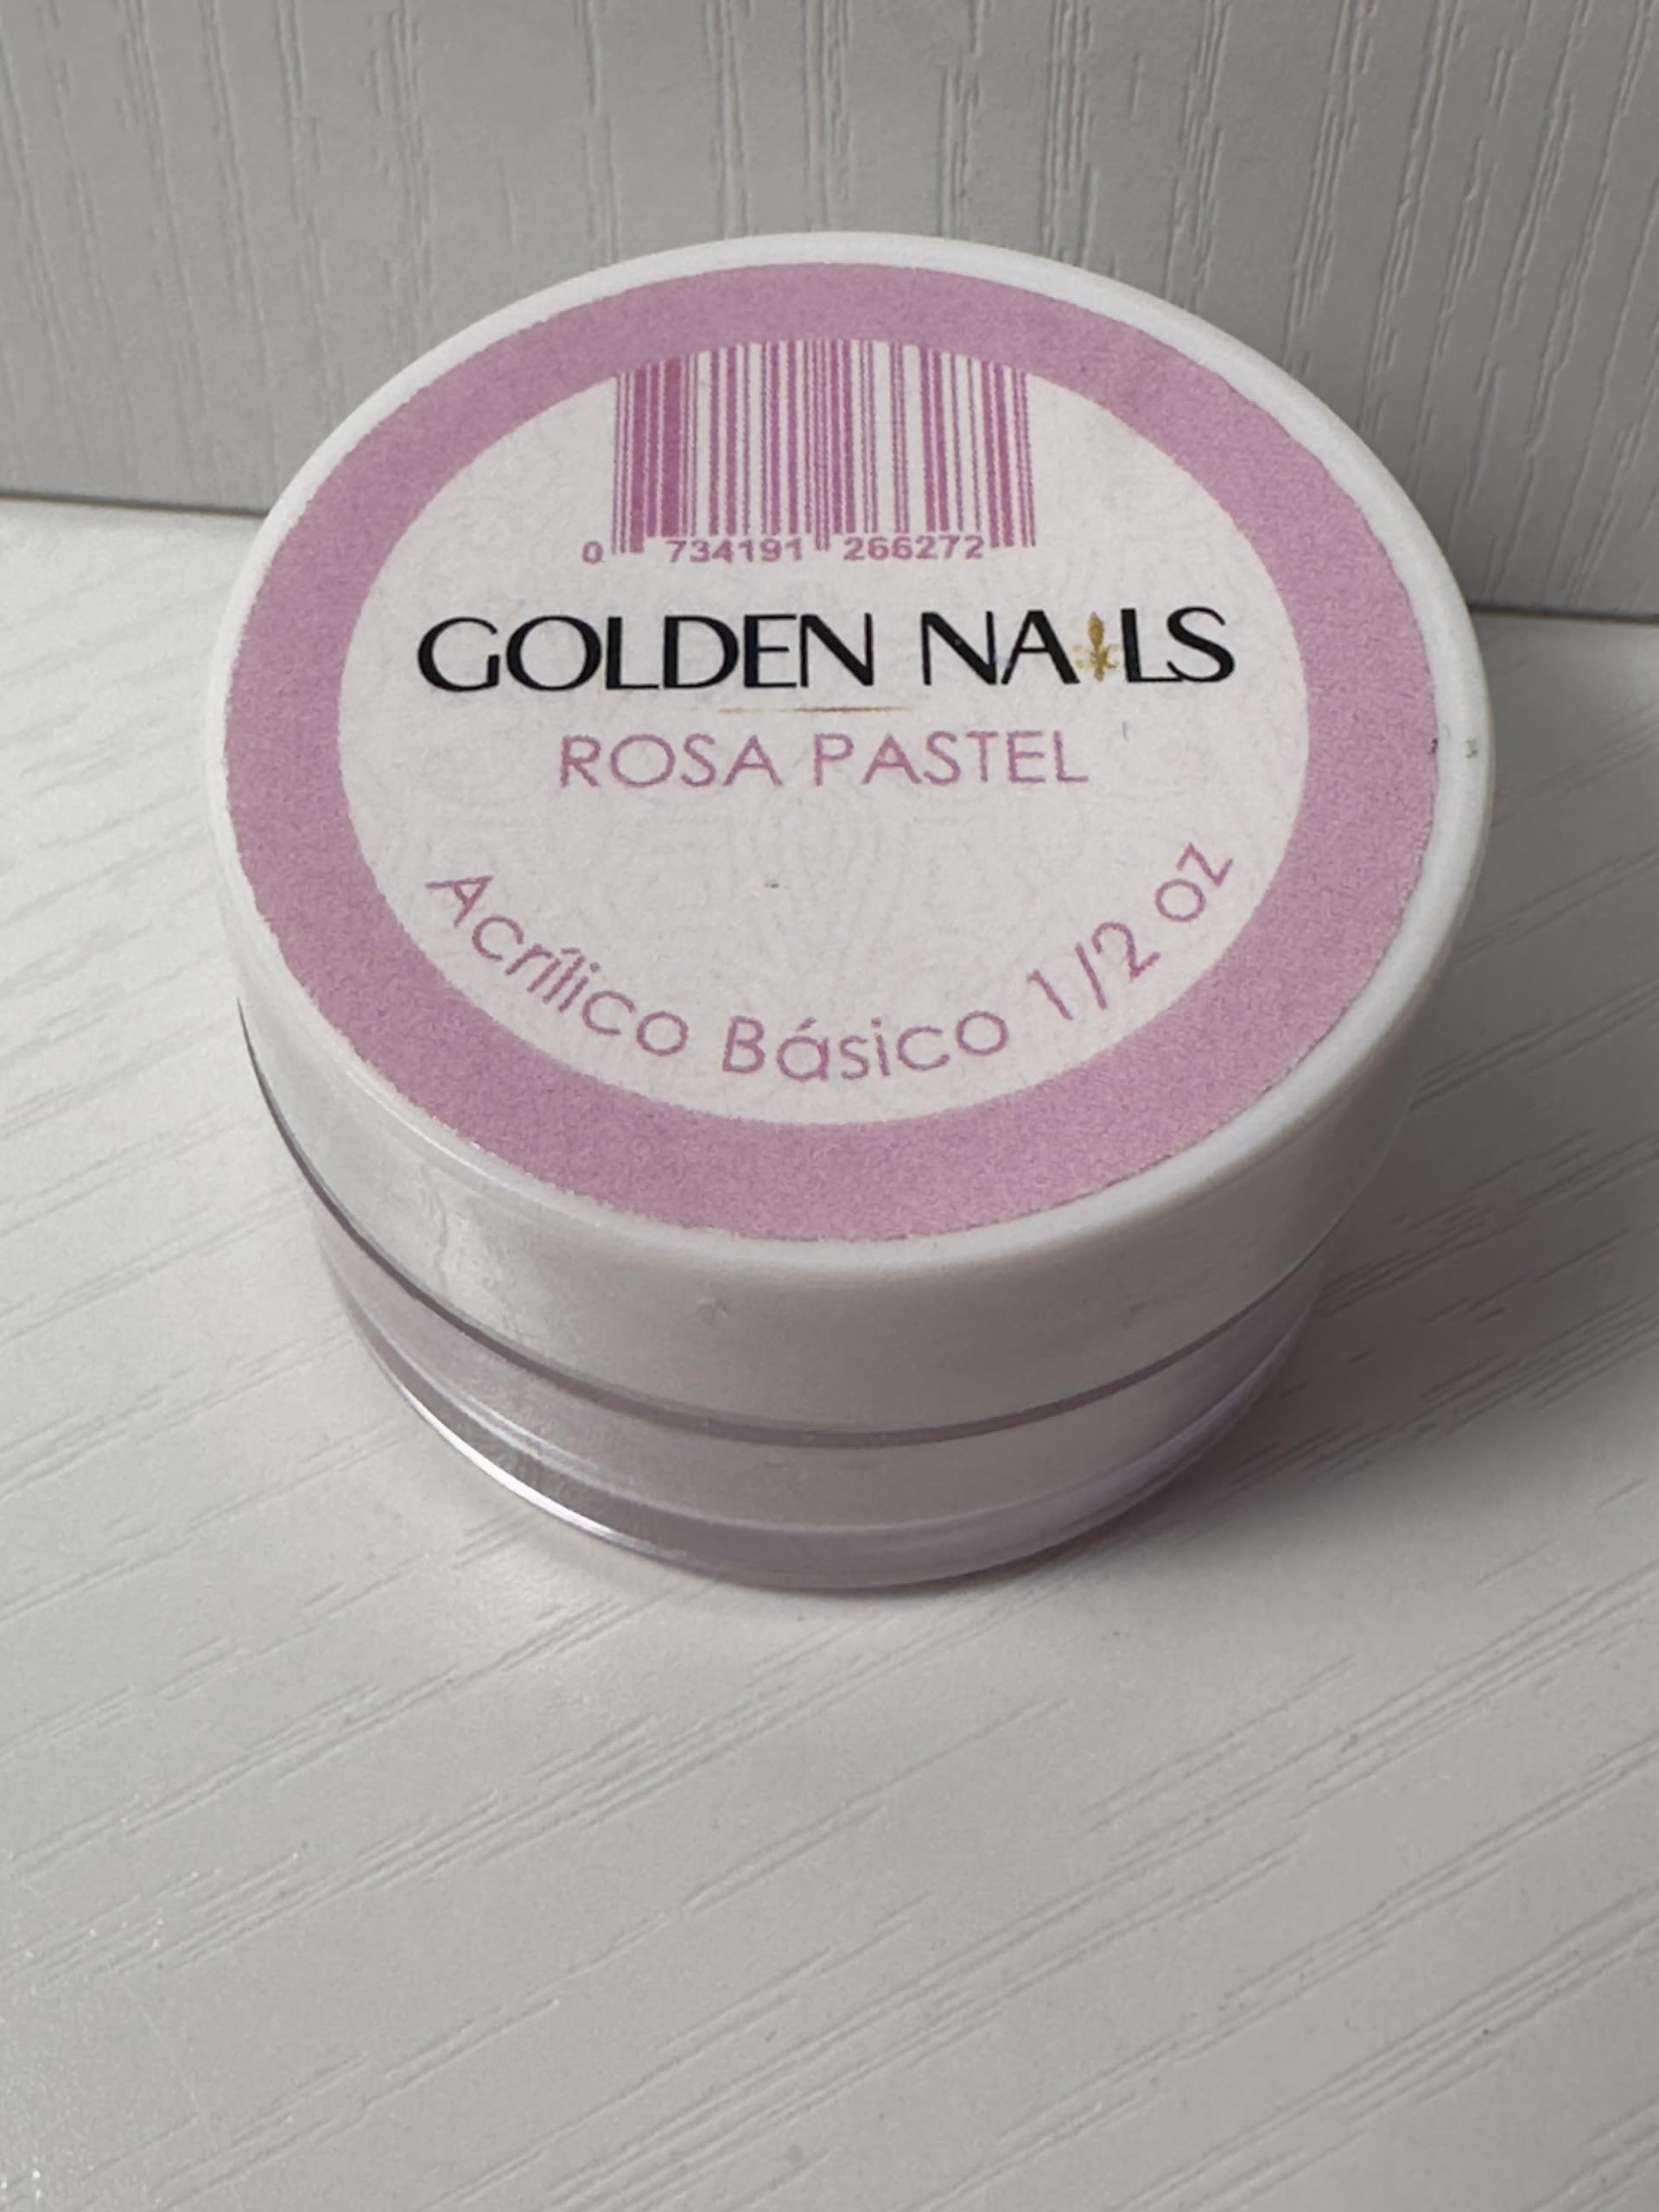 0 734191 266272
GOLDEN NAILS
ROSA PASTEL
Acrílico Básico 1/2 oz